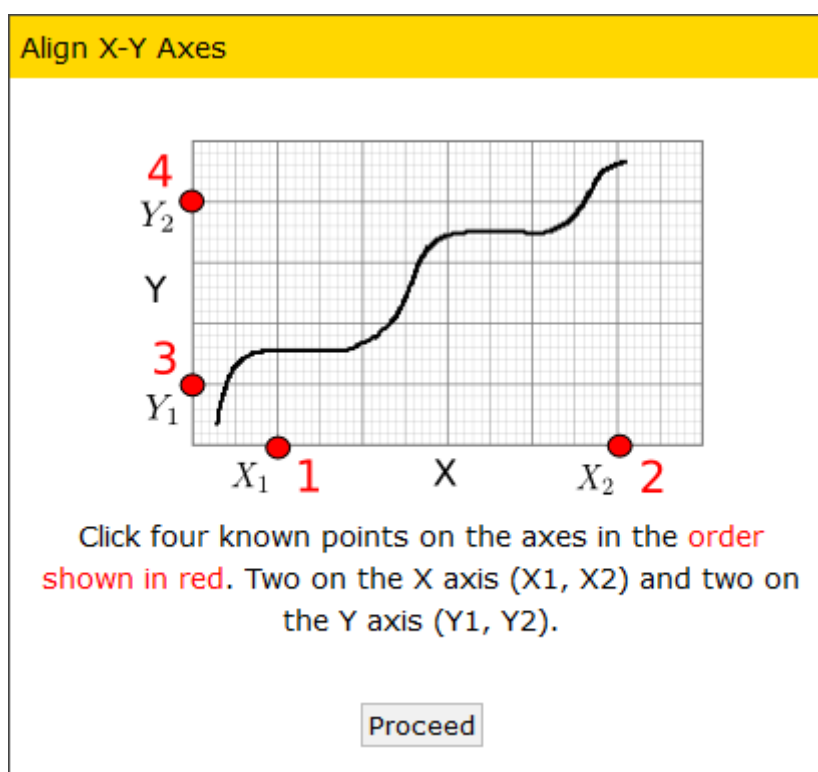 Align X-Y Axes
4
Y2
Y
3
Y1
X1 1 X X2 2
Click four known points on the axes in the order
shown in red. Two on the X axis (X1, X2) and two on
the Y axis (Y1, Y2).
Proceed